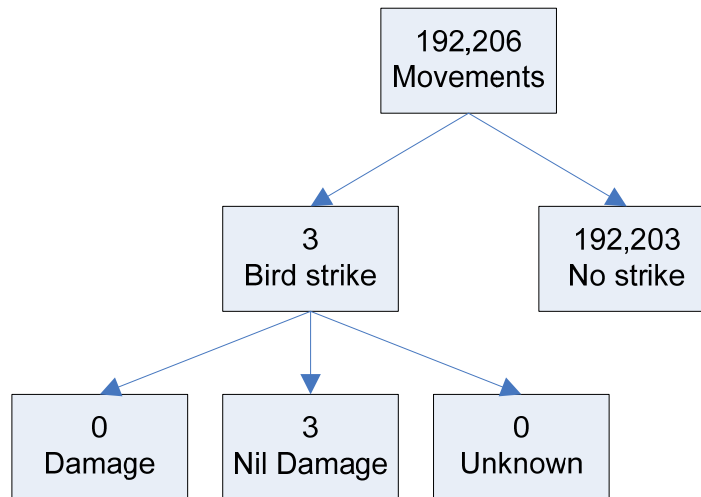 192,206
Movements
3
Bird strike
192,203
No strike
0
Damage
3
Nil Damage
0
Unknown